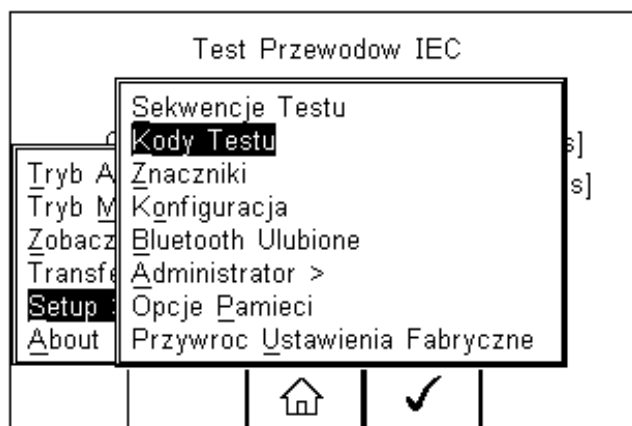 Test Przewodow IEC
Sekwencje Testu
Kody Testu
Znaczniki
Konfiguracja
Bluetooth Ulubione
Administrator >
Opcje Pamieci
Przywroc Ustawienia Fabryczne
s]
s]
Tryb A
Tryb M
Zobacz
Transfe
Setup
About